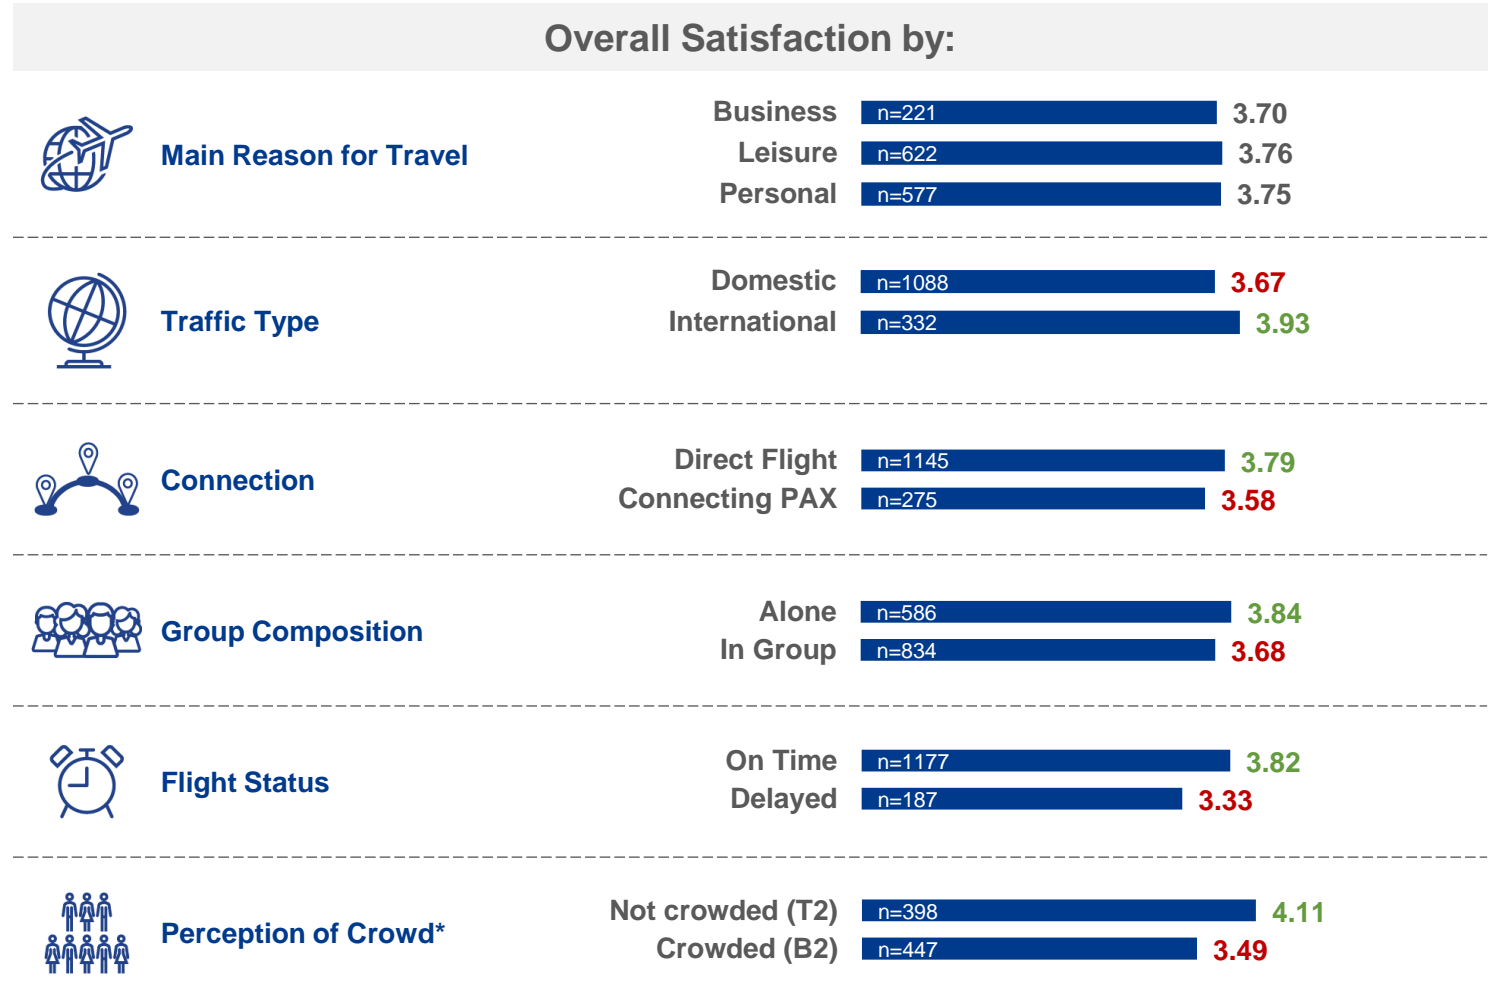 Overall Satisfaction by:
Main Reason for Travel
Business n=221 3.70
Leisure n=622 3.76
Personal n=577 3.75
Traffic Type
Domestic n=1088 3.67
International n=332 3.93
Connection
Direct Flight n=1145 3.79
Connecting PAX n=275 3.58
Group Composition
Alone n=586 3.84
In Group n=834 3.68
Flight Status
On Time n=1177 3.82
Delayed n=187 3.33
Perception of Crowd*
Not crowded (T2) n=398 4.11
Crowded (B2) n=447 3.49